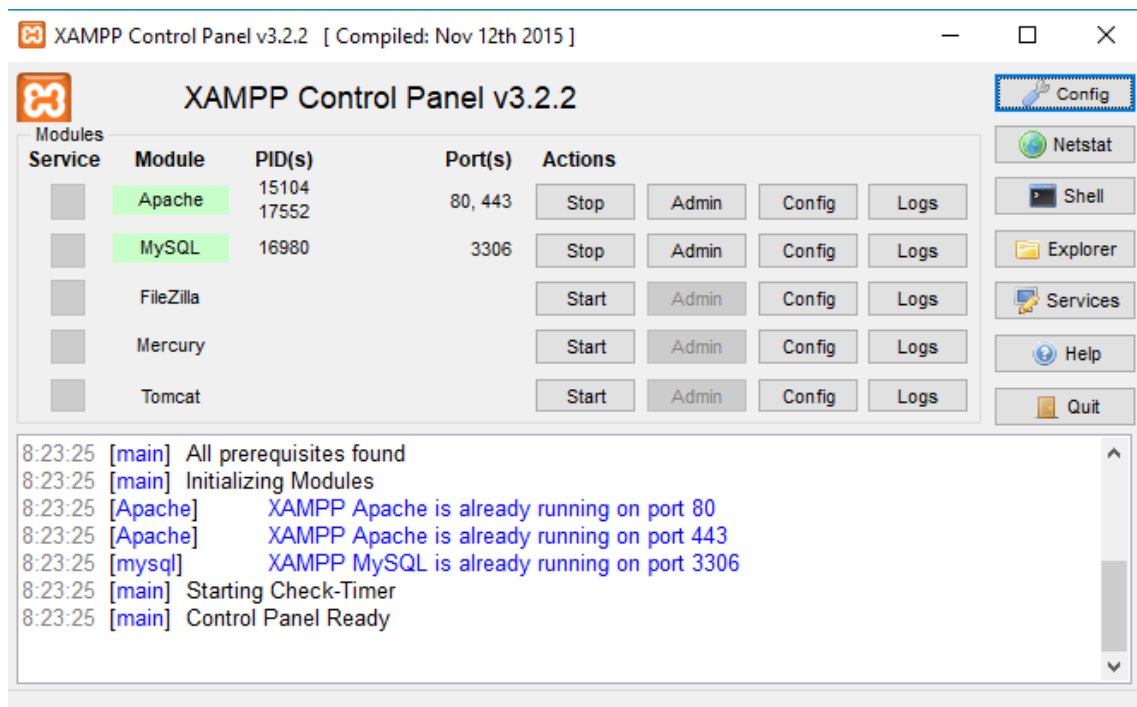 XAMPP Control Panel v3.2.2 [ Compiled: Nov 12th 2015 ]
XAMPP Control Panel v3.2.2
Config
Netstat
Shell
Explorer
Services
Help
Quit
Modules
Service Module PID(s) Port(s) Actions
Apache 15104 17552 80, 443 Stop Admin Config Logs
MySQL 16980 3306 Stop Admin Config Logs
FileZilla Start Admin Config Logs
Mercury Start Admin Config Logs
Tomcat Start Admin Config Logs
8:23:25 [main] All prerequisites found
8:23:25 [main] Initializing Modules
8:23:25 [Apache] XAMPP Apache is already running on port 80
8:23:25 [Apache] XAMPP Apache is already running on port 443
8:23:25 [mysql] XAMPP MySQL is already running on port 3306
8:23:25 [main] Starting Check-Timer
8:23:25 [main] Control Panel Ready